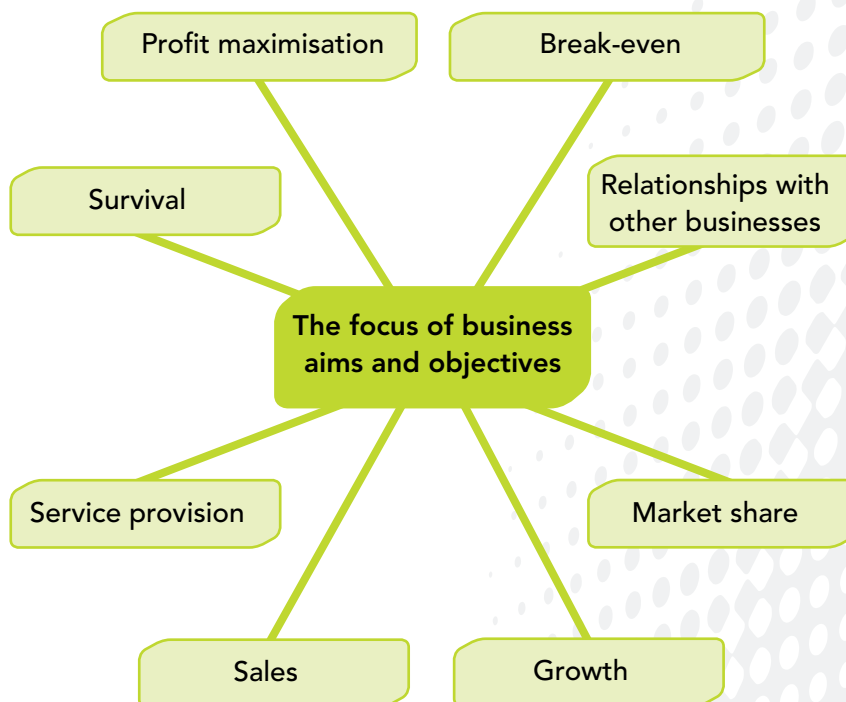 Profit maximisation
Break-even
Survival
Relationships with
other businesses
The focus of business
aims and objectives
Service provision
Market share
Sales
Growth